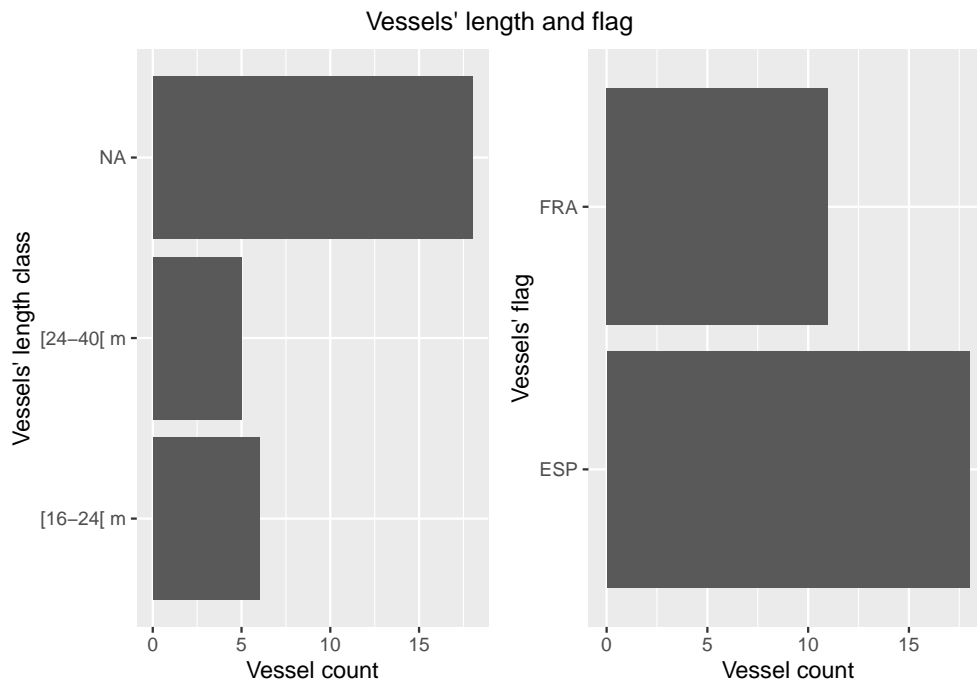 Vessels' length and flag
Vessels' length class
NA
[24−40[ m
[16−24[ m
0 5 10 15
Vessel count
Vessels' flag
FRA
ESP
0 5 10 15
Vessel count